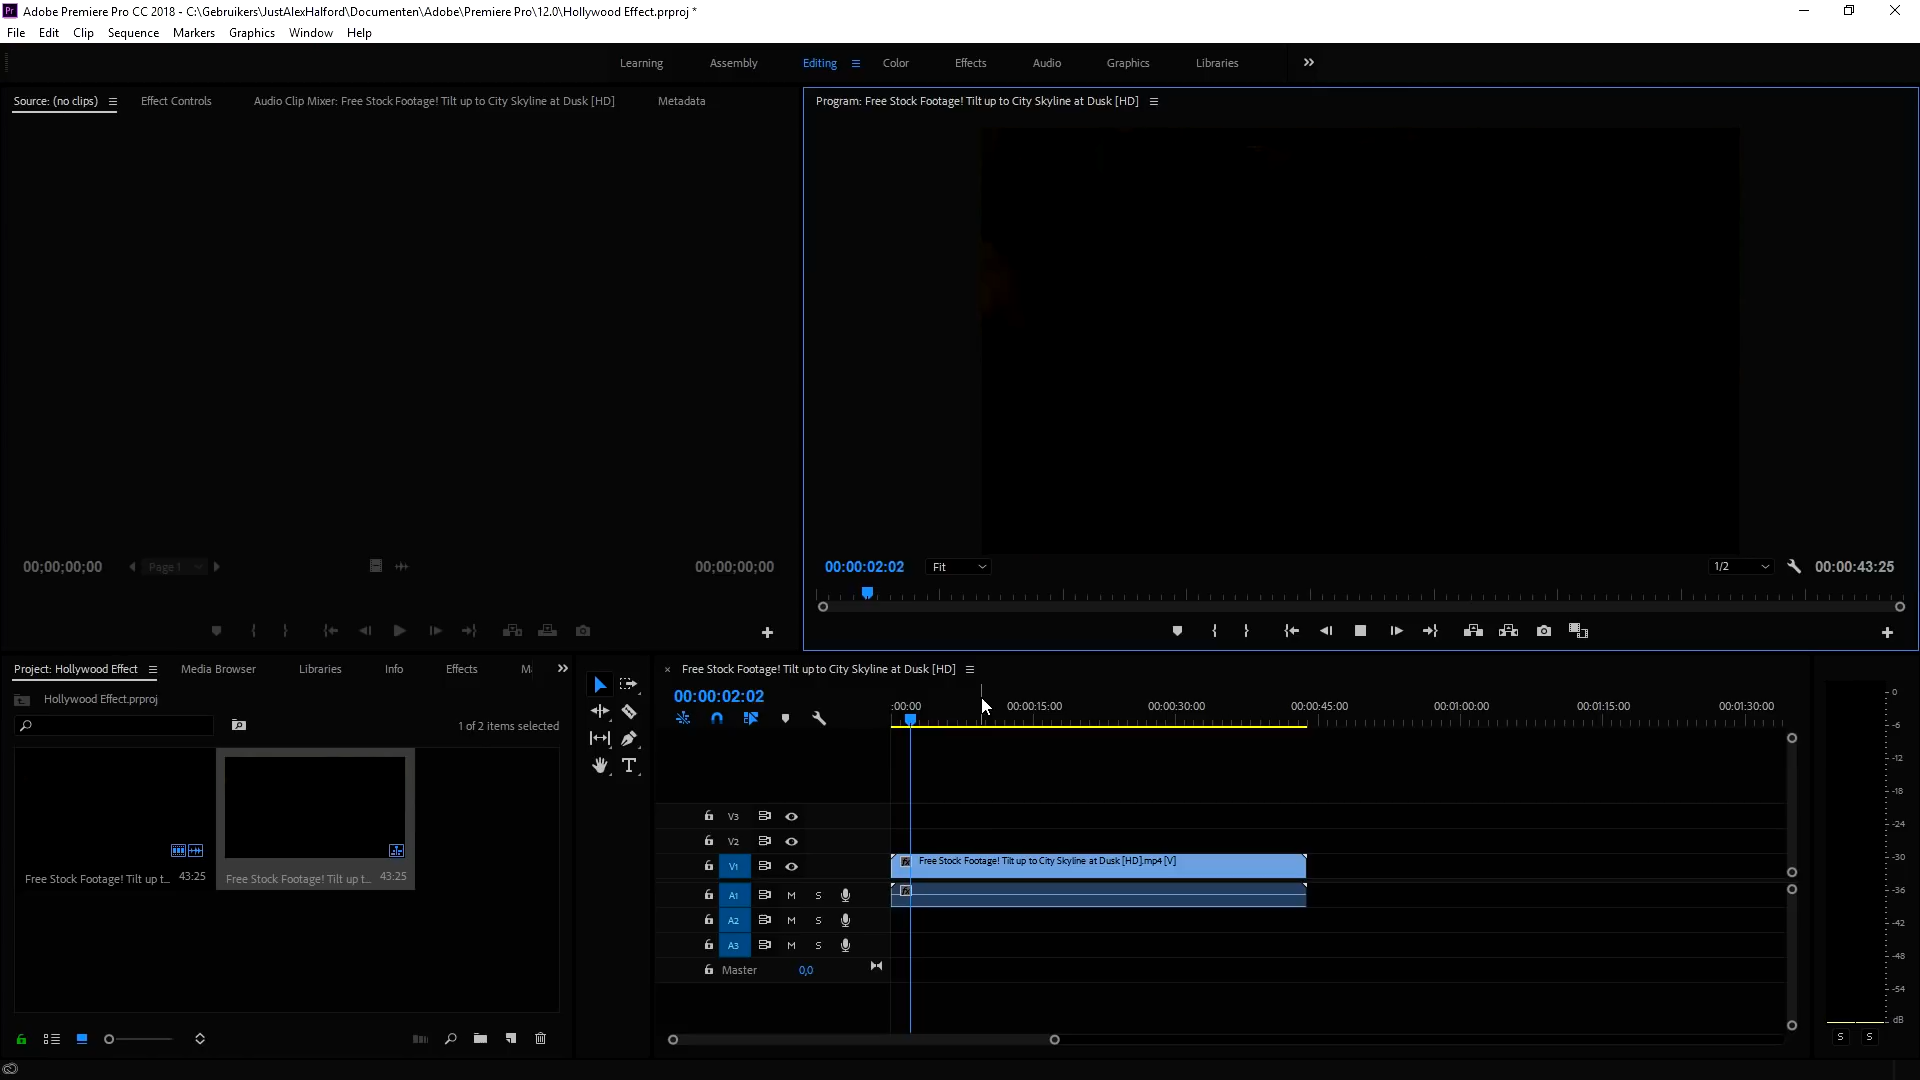 Adobe Premiere Pro CC 2018 - C:\Gebruikers\JustAlexHalford\Documenten\Adobe\Premiere Pro\12.0\Hollywood Effect.prproj *
File Edit Clip Sequence Markers Graphics Window Help
Learning Assembly Editing Color Effects Audio Graphics Libraries
Source: (no clips) Effect Controls Audio Clip Mixer: Free Stock Footage! Tilt up to City Skyline at Dusk [HD] Metadata
Program: Free Stock Footage! Tilt up to City Skyline at Dusk [HD]
00;00;00;00 Page 1 00;00;00;00
00:00:02:02 Fit 1/2 00:00:43:25
Project: Hollywood Effect Media Browser Libraries Info Effects M
Hollywood Effect.prproj
1 of 2 items selected
Free Stock Footage! Tilt up t... 43:25
Free Stock Footage! Tilt up t... 43:25
Free Stock Footage! Tilt up to City Skyline at Dusk [HD]
00:00:02:02
:00:00 00:00:15:00 00:00:30:00 00:00:45:00 00:01:00:00 00:01:15:00 00:01:30:00
V3
V2
V1 fx Free Stock Footage! Tilt up to City Skyline at Dusk [HD].mp4 [V]
A1 M S fx
A2 M S
A3 M S
Master 0,0
0
-6
-12
-18
-24
-30
-36
-42
-48
-54
dB
S S